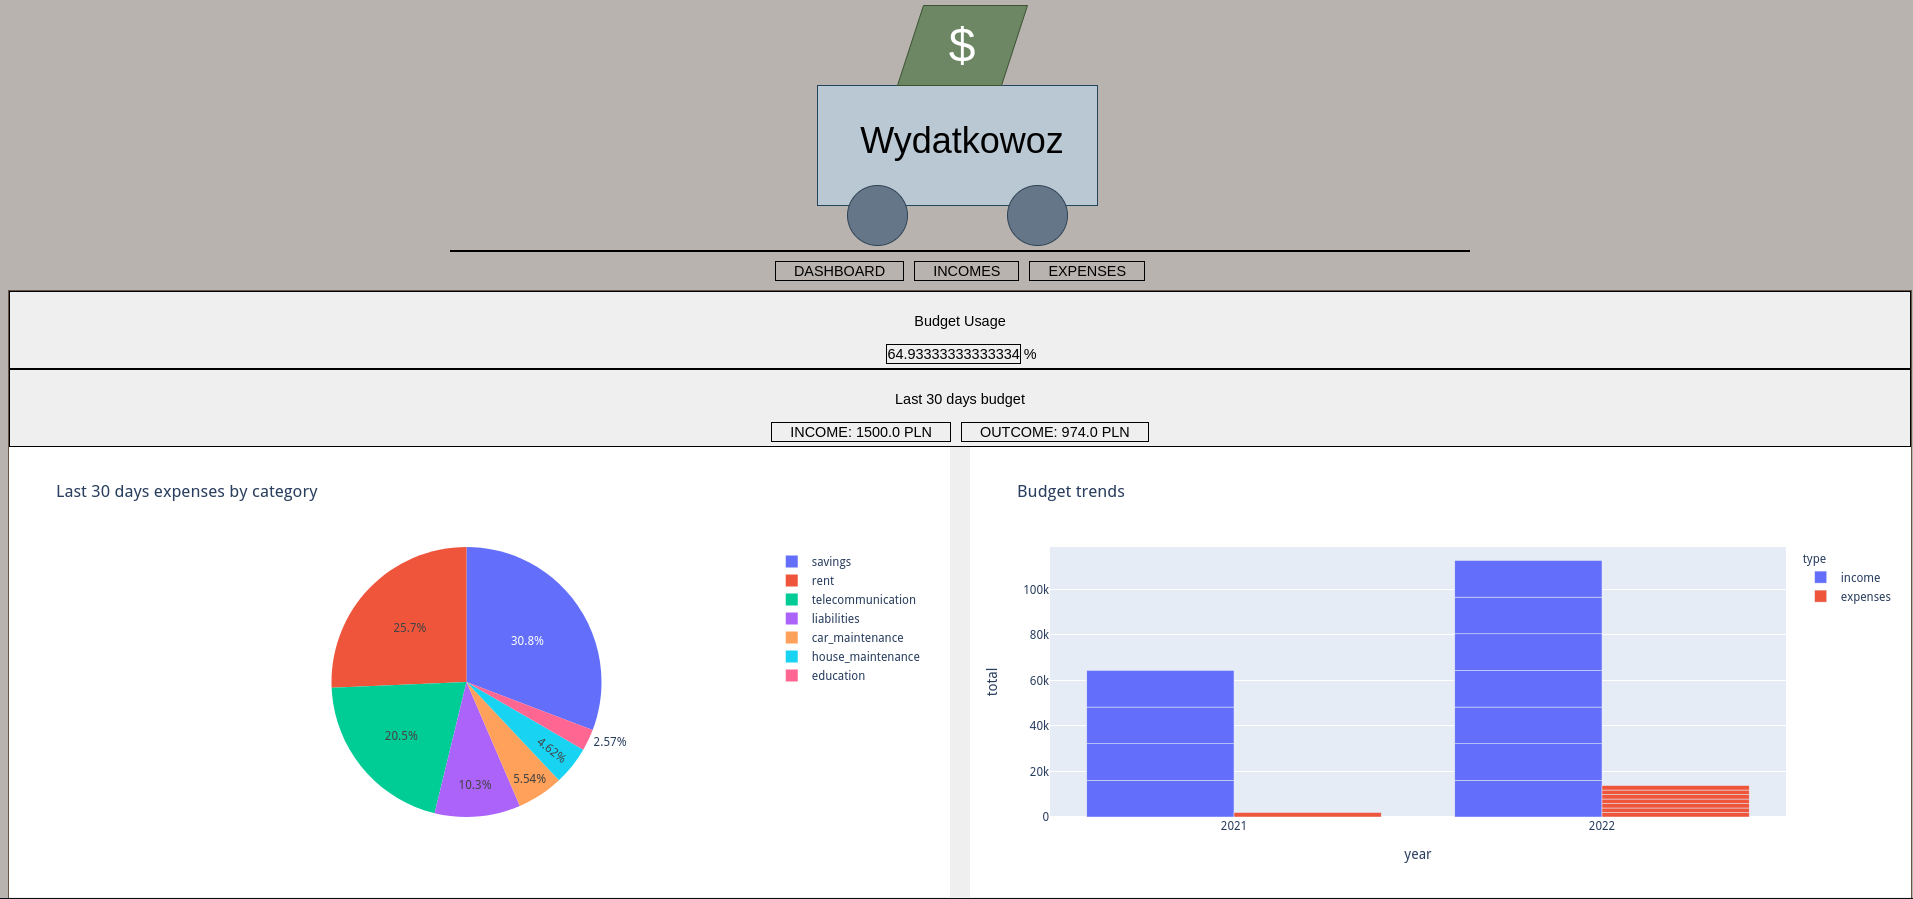 $
Wydatkowoz
DASHBOARD INCOMES EXPENSES
Budget Usage
64.93333333333334 %
Last 30 days budget
INCOME: 1500.0 PLN OUTCOME: 974.0 PLN
Last 30 days expenses by category
30.8%
25.7%
20.5%
10.3%
5.54%
4.62%
2.57%
savings
rent
telecommunication
liabilities
car_maintenance
house_maintenance
education
Budget trends
total
100k
80k
60k
40k
20k
0
2021 2022
year
type
income
expenses